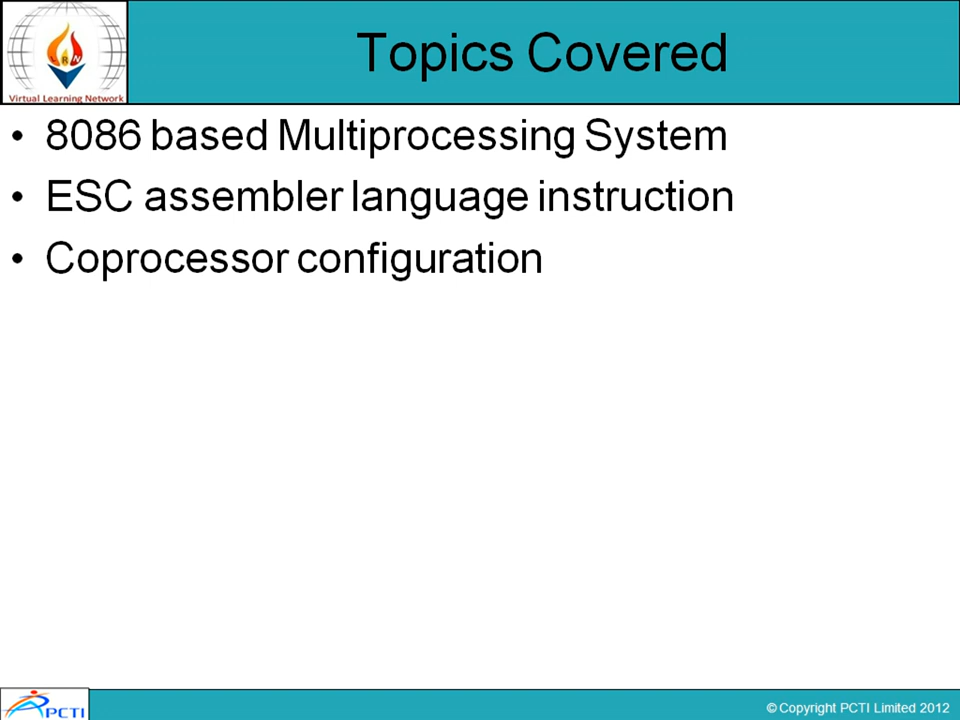 Topics Covered
VRN
Virtual Learning Network
• 8086 based Multiprocessing System
• ESC assembler language instruction
• Coprocessor configuration
PCTI
© Copyright PCTI Limited 2012